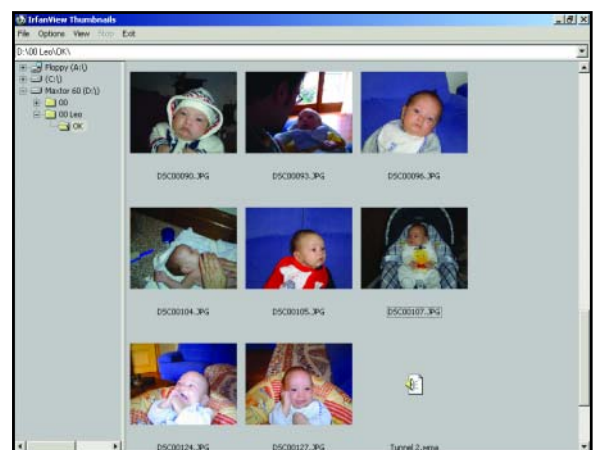 IrfanView Thumbnails
File Options View Stop Exit
D:\00 Leo\OK\
Floppy (A:\)
(C:\)
Maxtor 60 (D:\)
00
00 Leo
OK
DSC00090.JPG DSC00093.JPG DSC00096.JPG
DSC00104.JPG DSC00105.JPG DSC00107.JPG
DSC00124.JPG DSC00127.JPG Tunnel 2.wma